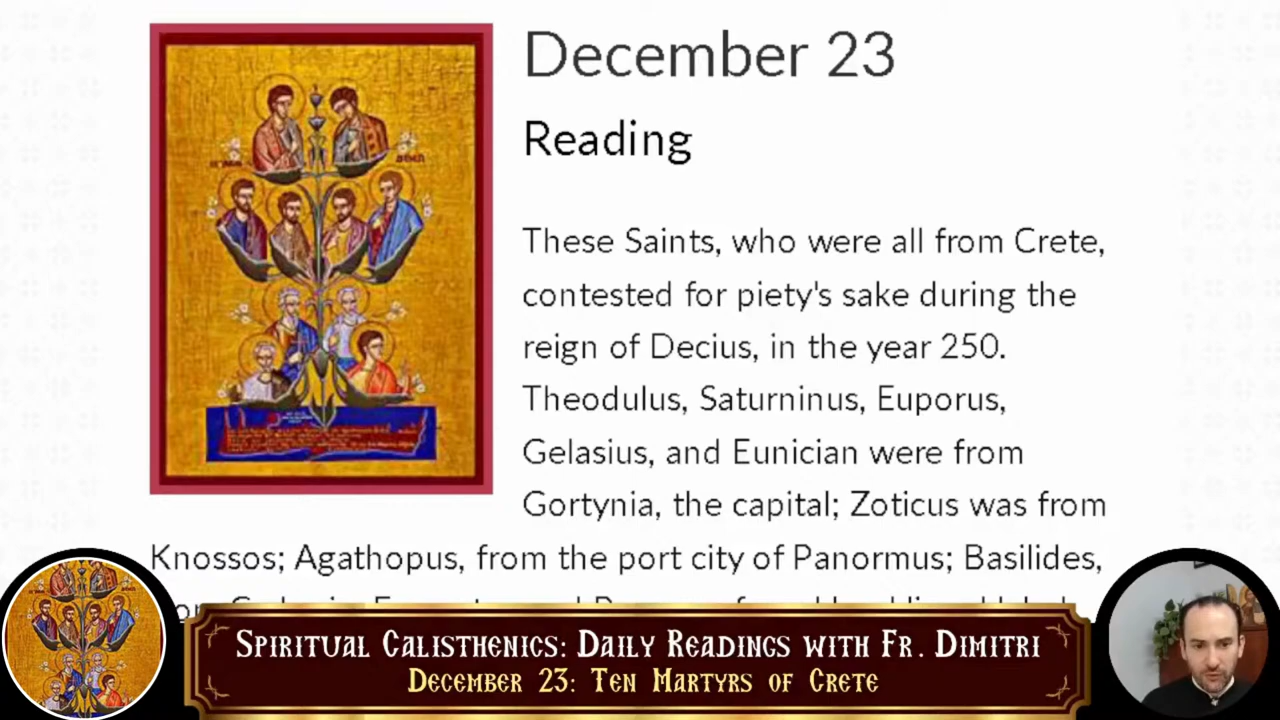 December 23
Reading
These Saints, who were all from Crete,
contested for piety's sake during the
reign of Decius, in the year 250.
Theodulus, Saturninus, Euporus,
Gelasius, and Eunician were from
Gortynia, the capital; Zoticus was from
Knossos; Agathopus, from the port city of Panormus; Basilides,
Spiritual Calisthenics: Daily Readings with Fr. Dimitri
December 23: Ten Martyrs of Crete